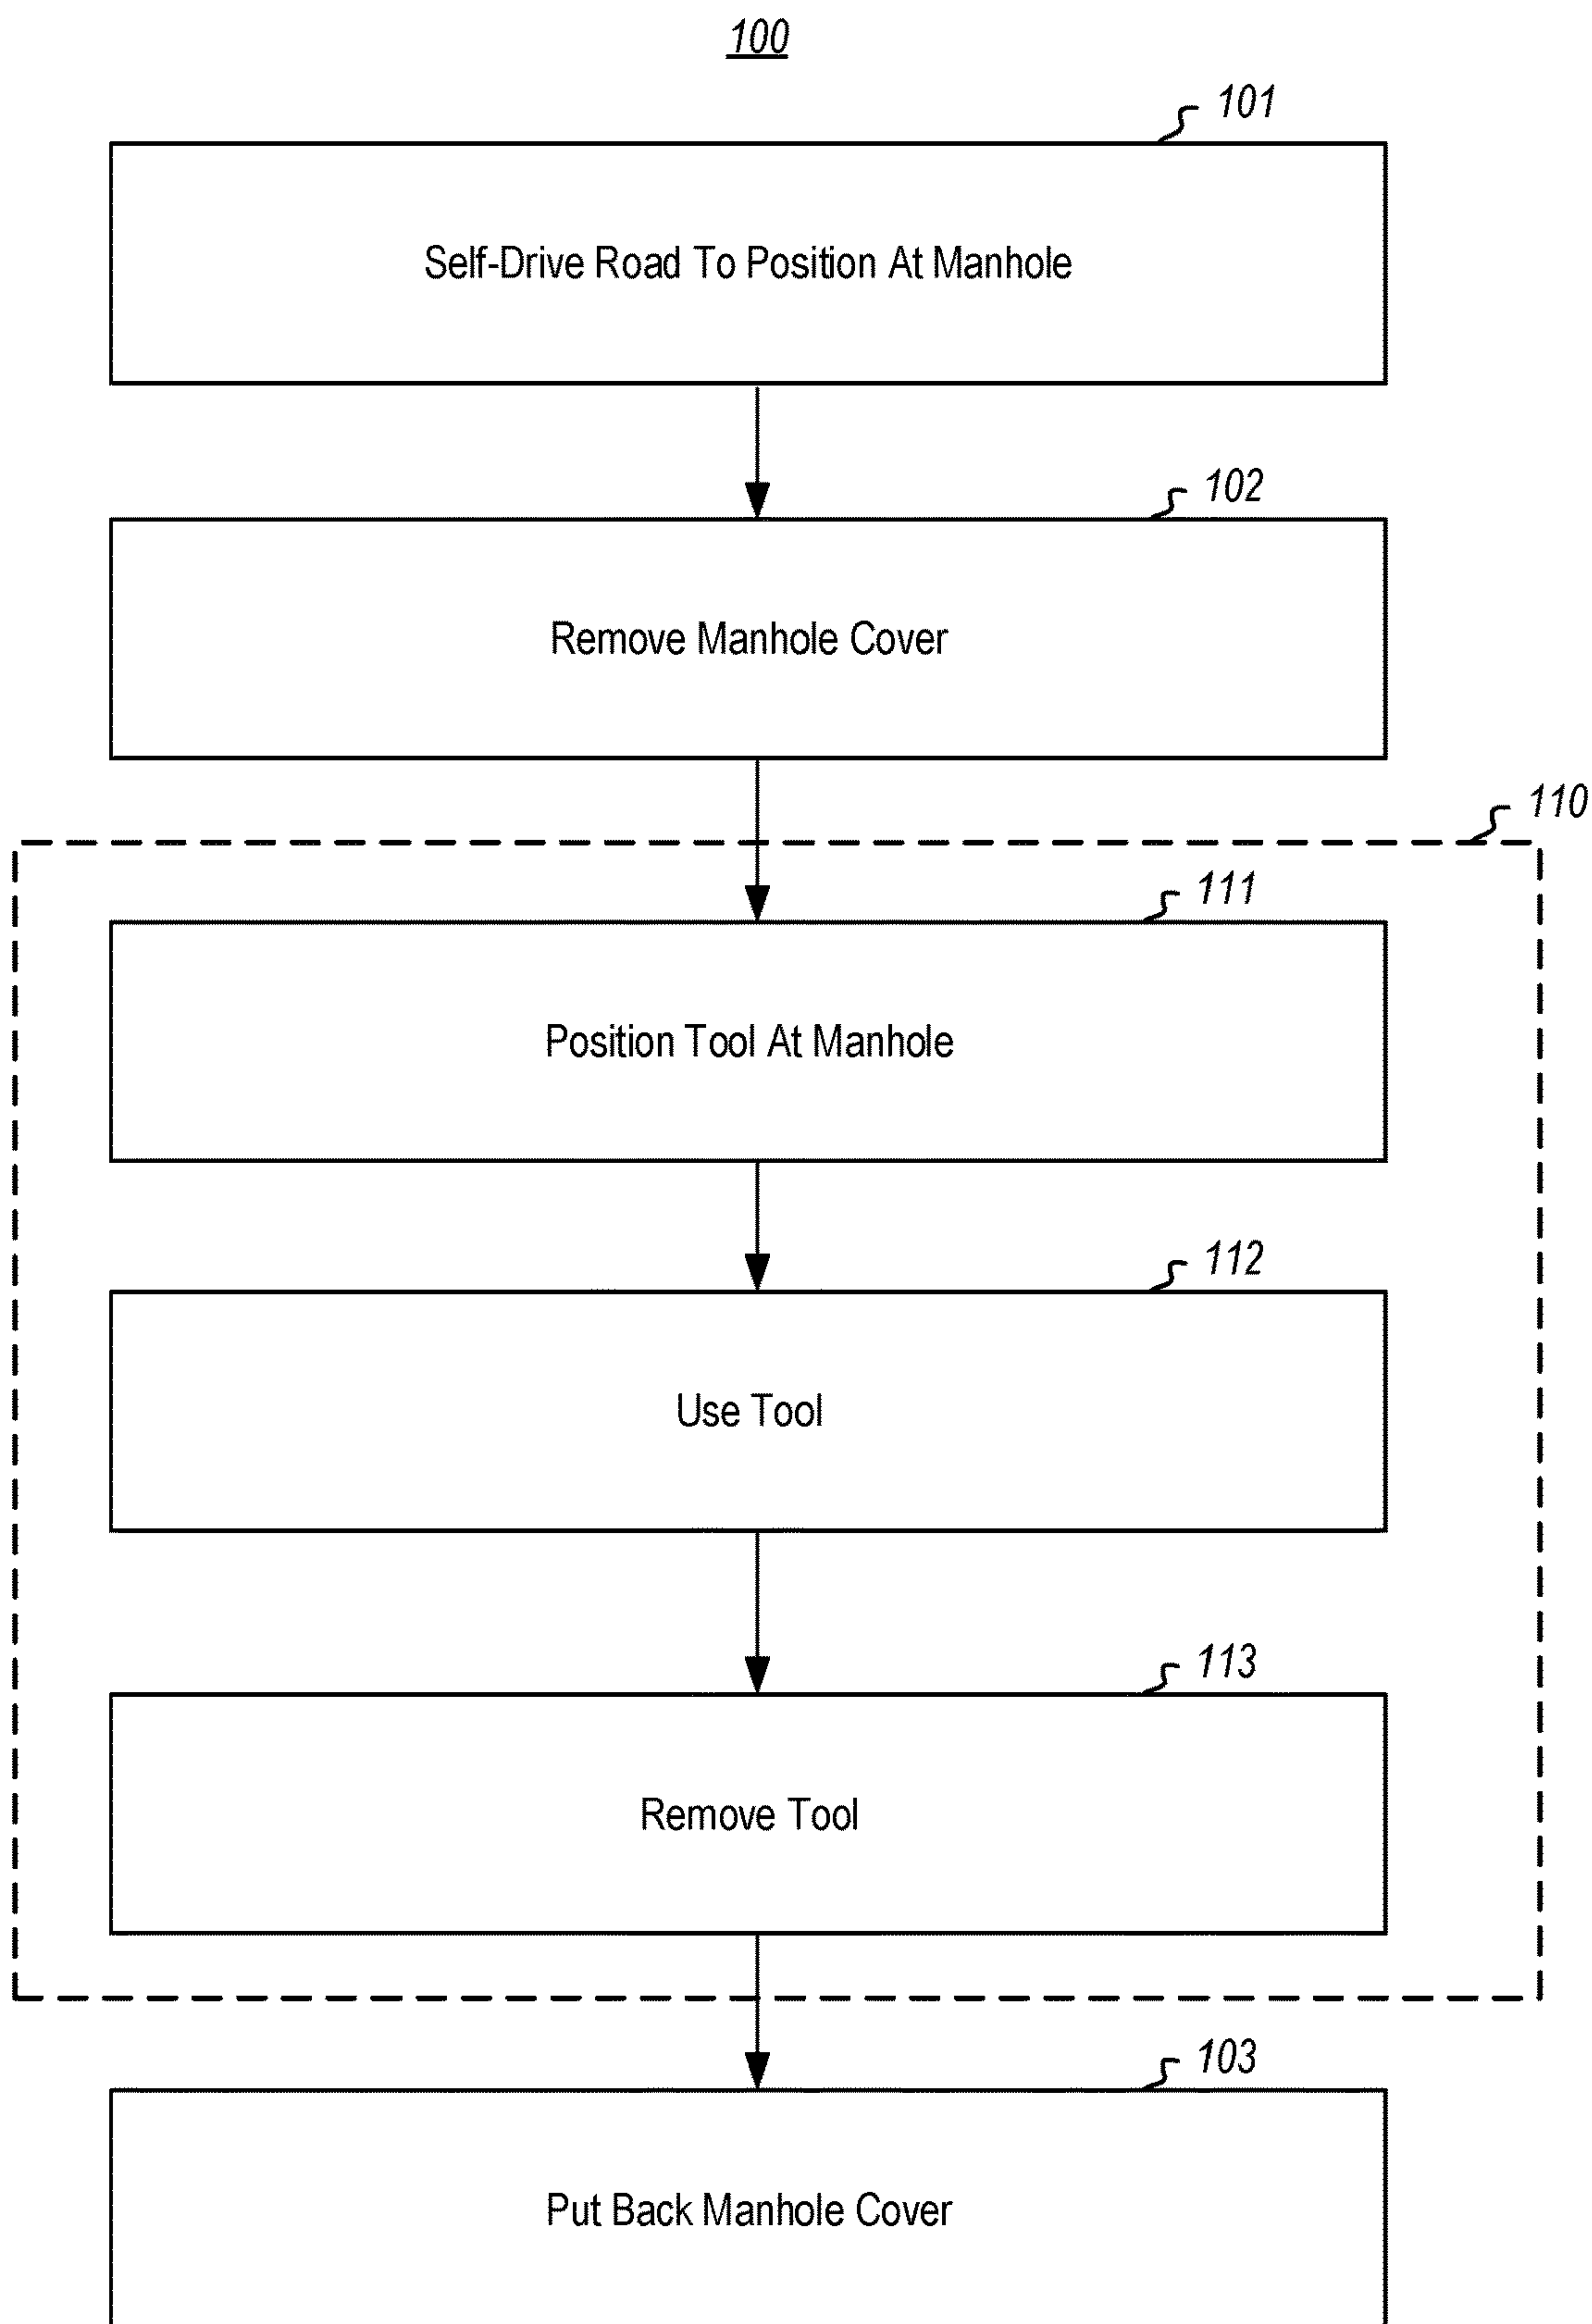 100
101
Self-Drive Road To Position At Manhole
102
Remove Manhole Cover
110
111
Position Tool At Manhole
112
Use Tool
113
Remove Tool
103
Put Back Manhole Cover